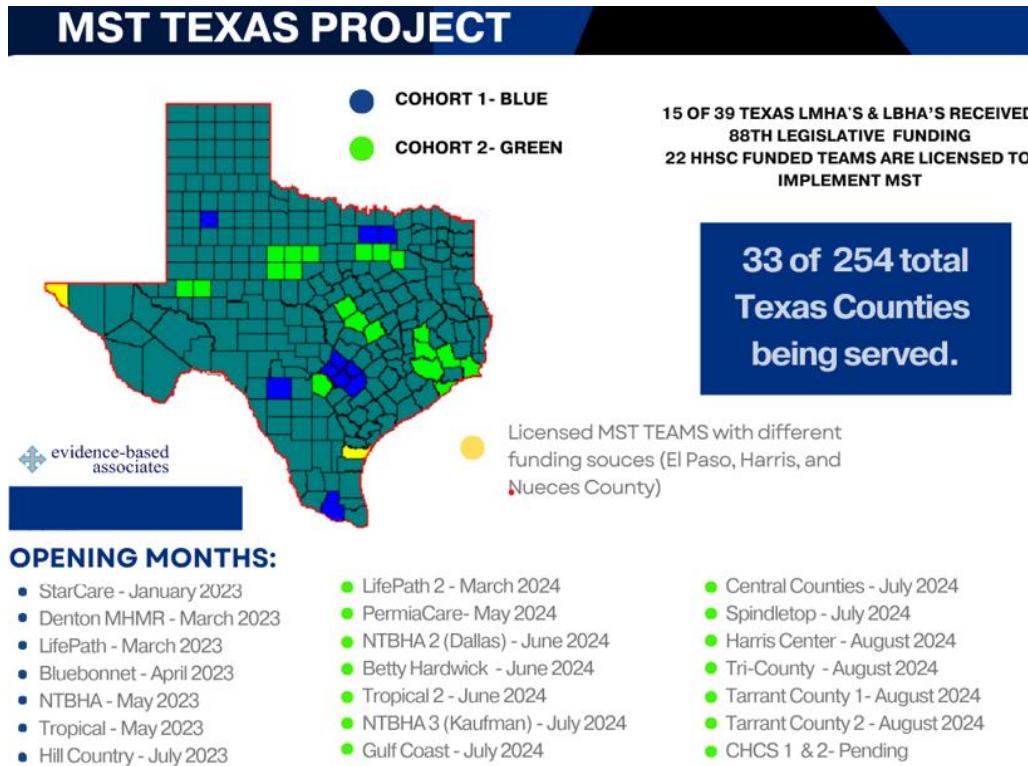 MST TEXAS PROJECT
COHORT 1- BLUE
COHORT 2- GREEN
15 OF 39 TEXAS LMHA'S & LBHA'S RECEIVED
88TH LEGISLATIVE FUNDING
22 HHSC FUNDED TEAMS ARE LICENSED TO
IMPLEMENT MST
33 of 254 total
Texas Counties
being served.
Licensed MST TEAMS with different
funding souces (El Paso, Harris, and
Nueces County)
evidence-based
associates
OPENING MONTHS:
StarCare - January 2023
Denton MHMR - March 2023
LifePath - March 2023
Bluebonnet - April 2023
NTBHA - May 2023
Tropical - May 2023
Hill Country - July 2023
LifePath 2 - March 2024
PermiaCare- May 2024
NTBHA 2 (Dallas) - June 2024
Betty Hardwick - June 2024
Tropical 2 - June 2024
NTBHA 3 (Kaufman) - July 2024
Gulf Coast - July 2024
Central Counties - July 2024
Spindletop - July 2024
Harris Center - August 2024
Tri-County - August 2024
Tarrant County 1- August 2024
Tarrant County 2 - August 2024
CHCS 1 & 2- Pending